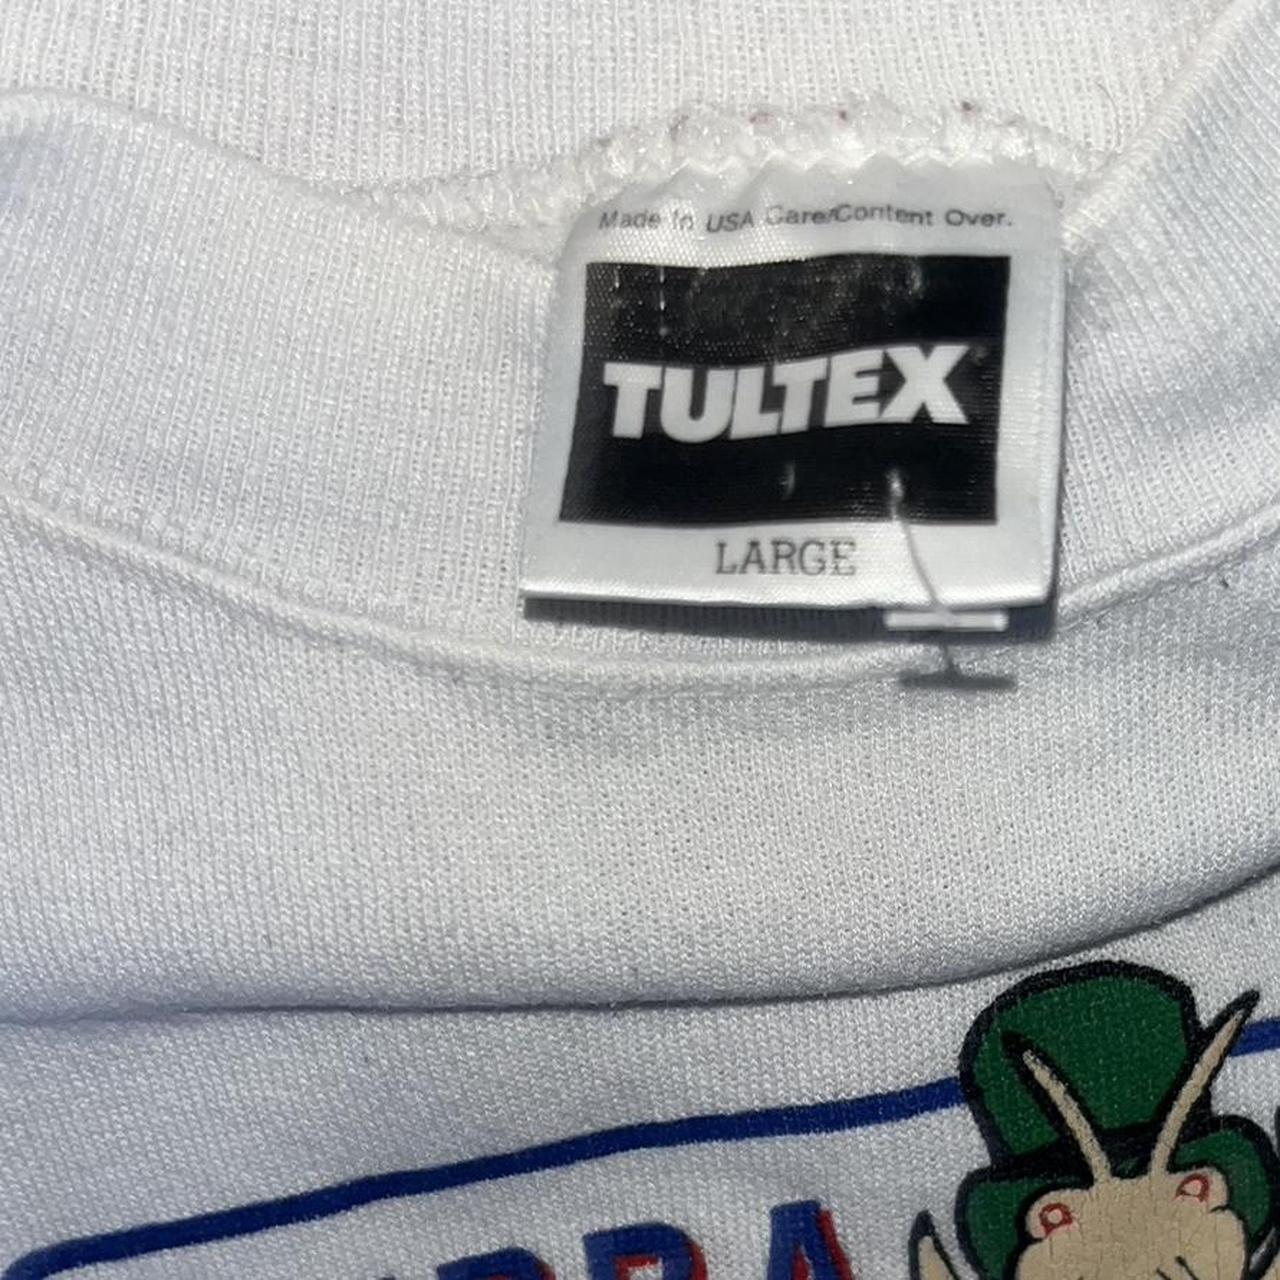 Made in USA Care/Content Over.
TULTEX
LARGE